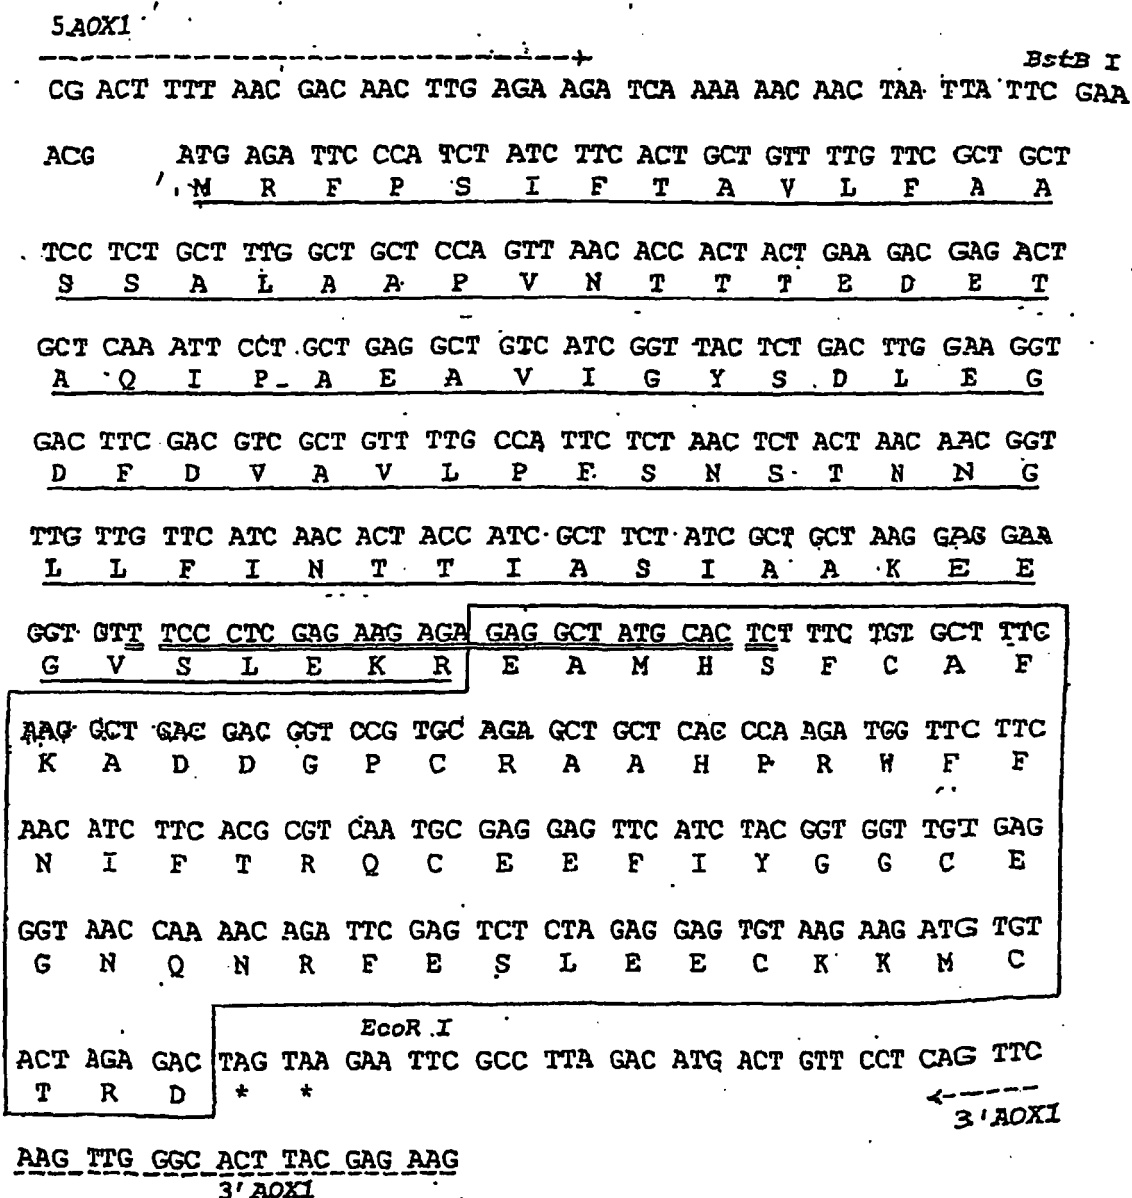 5 AOX1
BstB I
CG ACT TTT AAC GAC AAC TTG AGA AGA TCA AAA AAC AAC TAA TTA TTC GAA
ACG ATG AGA TTC CCA TCT ATC TTC ACT GCT GTT TTG TTC GCT GCT
M R F P S I F T A V L F A A
TCC TCT GCT TTG GCT GCT CCA GTT AAC ACC ACT ACT GAA GAC GAG ACT
S S A L A A P V N T T T E D E T
GCT CAA ATT CCT GCT GAG GCT GTC ATC GGT TAC TCT GAC TTG GAA GGT
A Q I P A E A V I G Y S D L E G
GAC TTC GAC GTC GCT GTT TTG CCA TTC TCT AAC TCT ACT AAC AAC GGT
D F D V A V L P F S N S T N N G
TTG TTG TTC ATC AAC ACT ACC ATC GCT TCT ATC GCT GCT AAG GAG GAA
L L F I N T T I A S I A A K E E
GGT GTT TCC CTC GAG AAG AGA GAG GCT ATG CAC TCT TTC TGT GCT TTG
G V S L E K R E A M H S F C A F
AAG GCT GAC GAC GGT CCG TGC AGA GCT GCT CAC CCA AGA TGG TTC TTC
K A D D G P C R A A H P R W F F
AAC ATC TTC ACG CGT CAA TGC GAG GAG TTC ATC TAC GGT GGT TGT GAG
N I F T R Q C E E F I Y G G C E
GGT AAC CAA AAC AGA TTC GAG TCT CTA GAG GAG TGT AAG AAG ATG TGT
G N Q N R F E S L E E C K K M C
EcoR I
ACT AGA GAC TAG TAA GAA TTC GCC TTA GAC ATG ACT GTT CCT CAG TTC
T R D * *
3'AOX1
AAG TTG GGC ACT TAC GAG AAG
3' AOX1